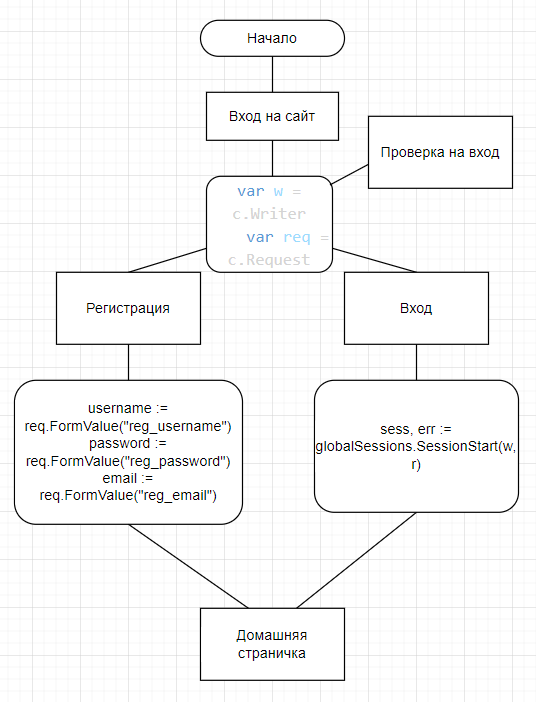 Начало
Вход на сайт
Проверка на вход
var w =
c.Writer
var req =
c.Request
Регистрация
Вход
username :=
req.FormValue("reg_username")
password :=
req.FormValue("reg_password")
email :=
req.FormValue("reg_email")
sess, err :=
globalSessions.SessionStart(w,
r)
Домашняя
страничка